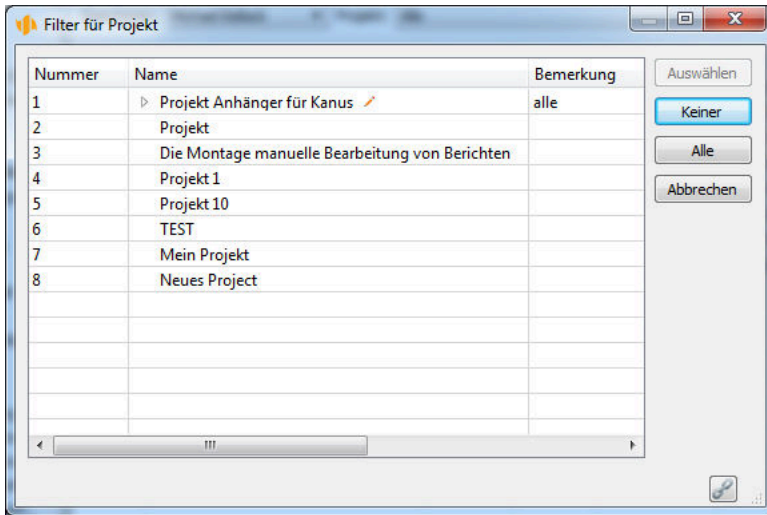 Filter für Projekt
Nummer Name Bemerkung
1 Projekt Anhänger für Kanus alle
2 Projekt
3 Die Montage manuelle Bearbeitung von Berichten
4 Projekt 1
5 Projekt 10
6 TEST
7 Mein Projekt
8 Neues Project
Auswählen
Keiner
Alle
Abbrechen